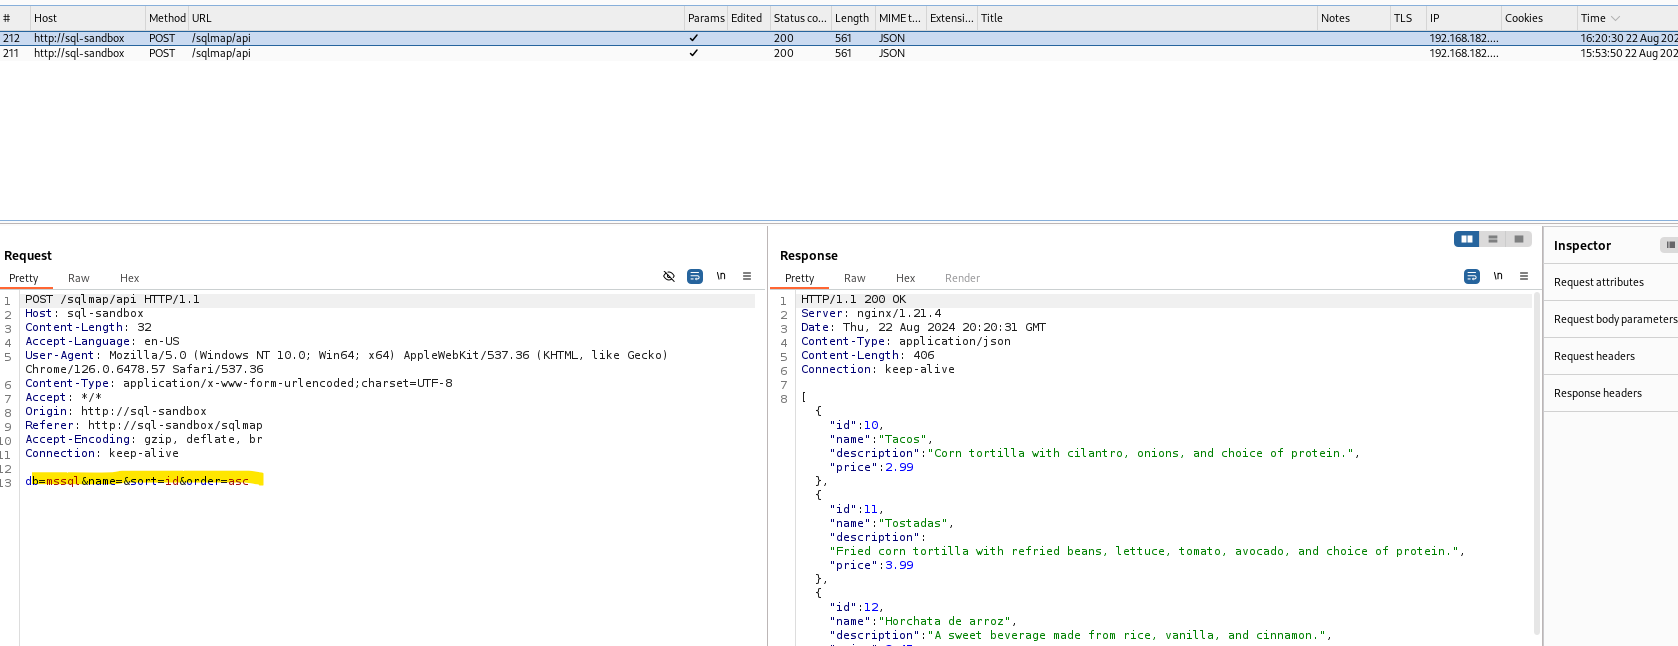 # Host Method URL Params Edited Status co... Length MIME t... Extensi... Title Notes TLS IP Cookies Time
212 http://sql-sandbox POST /sqlmap/api ✓ 200 561 JSON 192.168.182.... 16:20:30 22 Aug 202
211 http://sql-sandbox POST /sqlmap/api ✓ 200 561 JSON 192.168.182.... 15:53:50 22 Aug 202
Request
Pretty Raw Hex
\n
1 POST /sqlmap/api HTTP/1.1
2 Host: sql-sandbox
3 Content-Length: 32
4 Accept-Language: en-US
5 User-Agent: Mozilla/5.0 (Windows NT 10.0; Win64; x64) AppleWebKit/537.36 (KHTML, like Gecko)
Chrome/126.0.6478.57 Safari/537.36
6 Content-Type: application/x-www-form-urlencoded;charset=UTF-8
7 Accept: */*
8 Origin: http://sql-sandbox
9 Referer: http://sql-sandbox/sqlmap
10 Accept-Encoding: gzip, deflate, br
11 Connection: keep-alive
12
13 db=mssql&name=&sort=id&order=asc
Response
Pretty Raw Hex Render
\n
1 HTTP/1.1 200 OK
2 Server: nginx/1.21.4
3 Date: Thu, 22 Aug 2024 20:20:31 GMT
4 Content-Type: application/json
5 Content-Length: 406
6 Connection: keep-alive
7
8 [
{
"id":10,
"name":"Tacos",
"description":"Corn tortilla with cilantro, onions, and choice of protein.",
"price":2.99
},
{
"id":11,
"name":"Tostadas",
"description":
"Fried corn tortilla with refried beans, lettuce, tomato, avocado, and choice of protein.",
"price":3.99
},
{
"id":12,
"name":"Horchata de arroz",
"description":"A sweet beverage made from rice, vanilla, and cinnamon.",
Inspector
Request attributes
Request body parameters
Request headers
Response headers